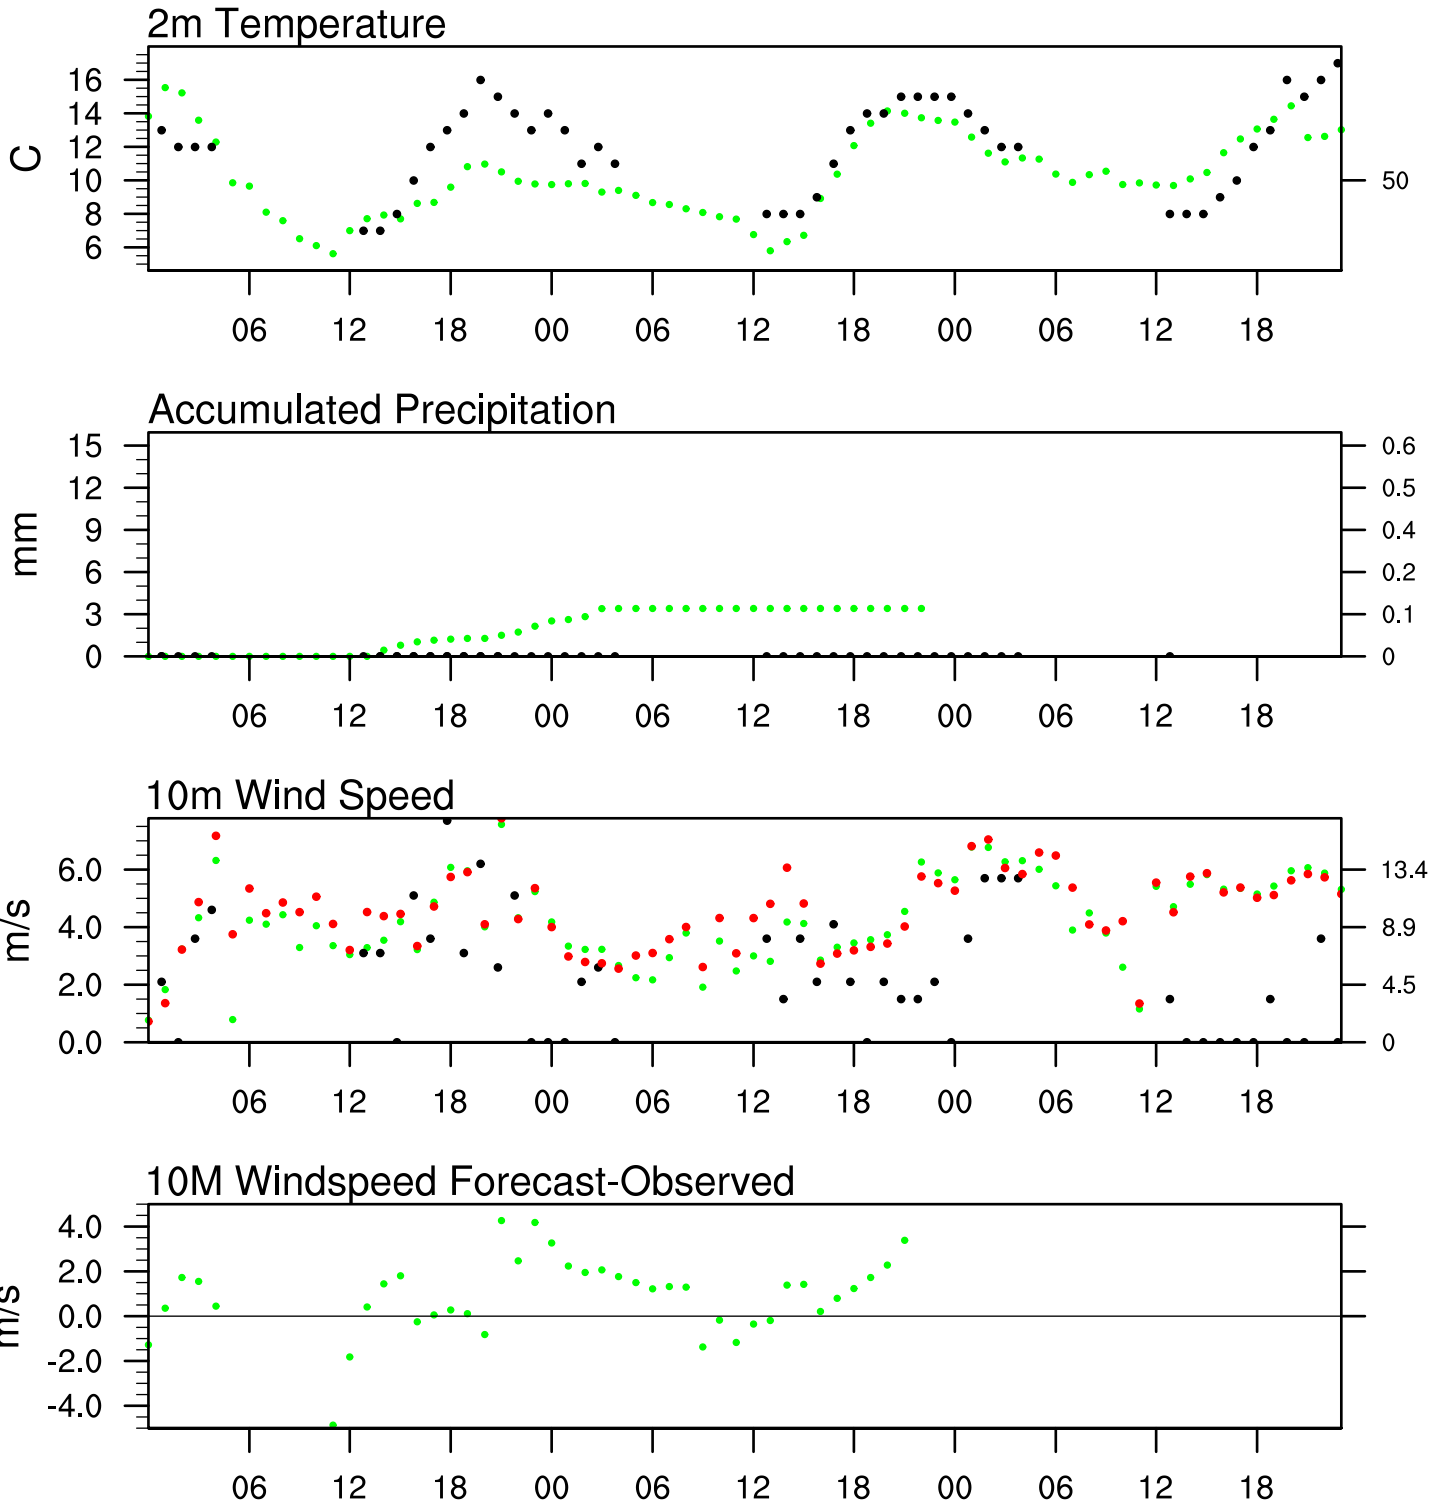 2m Temperature
16
14
12
10
8
6
C
50
06 12 18 00 06 12 18 00 06 12 18
Accumulated Precipitation
15
12
9
6
3
0
mm
0.6
0.5
0.4
0.2
0.1
0
06 12 18 00 06 12 18 00 06 12 18
10m Wind Speed
6.0
4.0
2.0
0.0
m/s
13.4
8.9
4.5
0
06 12 18 00 06 12 18 00 06 12 18
10M Windspeed Forecast-Observed
4.0
2.0
0.0
-2.0
-4.0
m/s
06 12 18 00 06 12 18 00 06 12 18